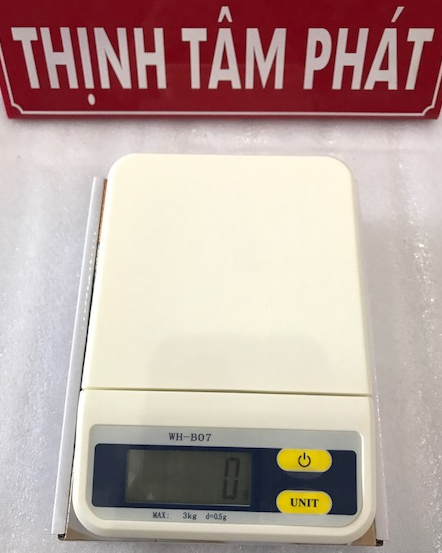 THỊNH TÂM PHÁT
WH-B07
0
UNIT
MAX: 3kg d=0.5g